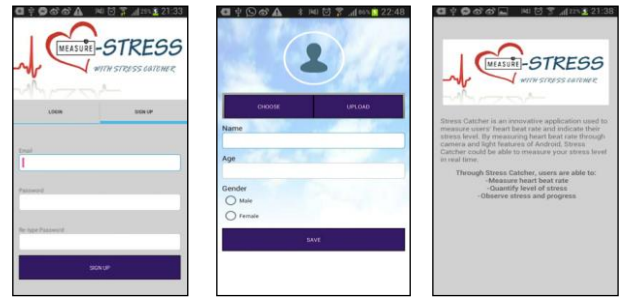 21:33
MEASURE-STRESS
WITH STRESS CATCHER
LOGIN
SIGN UP
Email
Password
Re-type Password
SIGN UP
22:48
CHOOSE
UPLOAD
Name
Age
Gender
Male
Female
SAVE
21:38
MEASURE-STRESS
WITH STRESS CATCHER
Stress Catcher is an innovative application used to
measure users' heart beat rate and indicate their
stress level. By measuring heart beat rate through
camera and light features of Android, Stress
Catcher could be able to measure your stress level
in real time.
Through Stress Catcher, users are able to:
-Measure heart beat rate
-Quantify level of stress
-Observe stress and progress